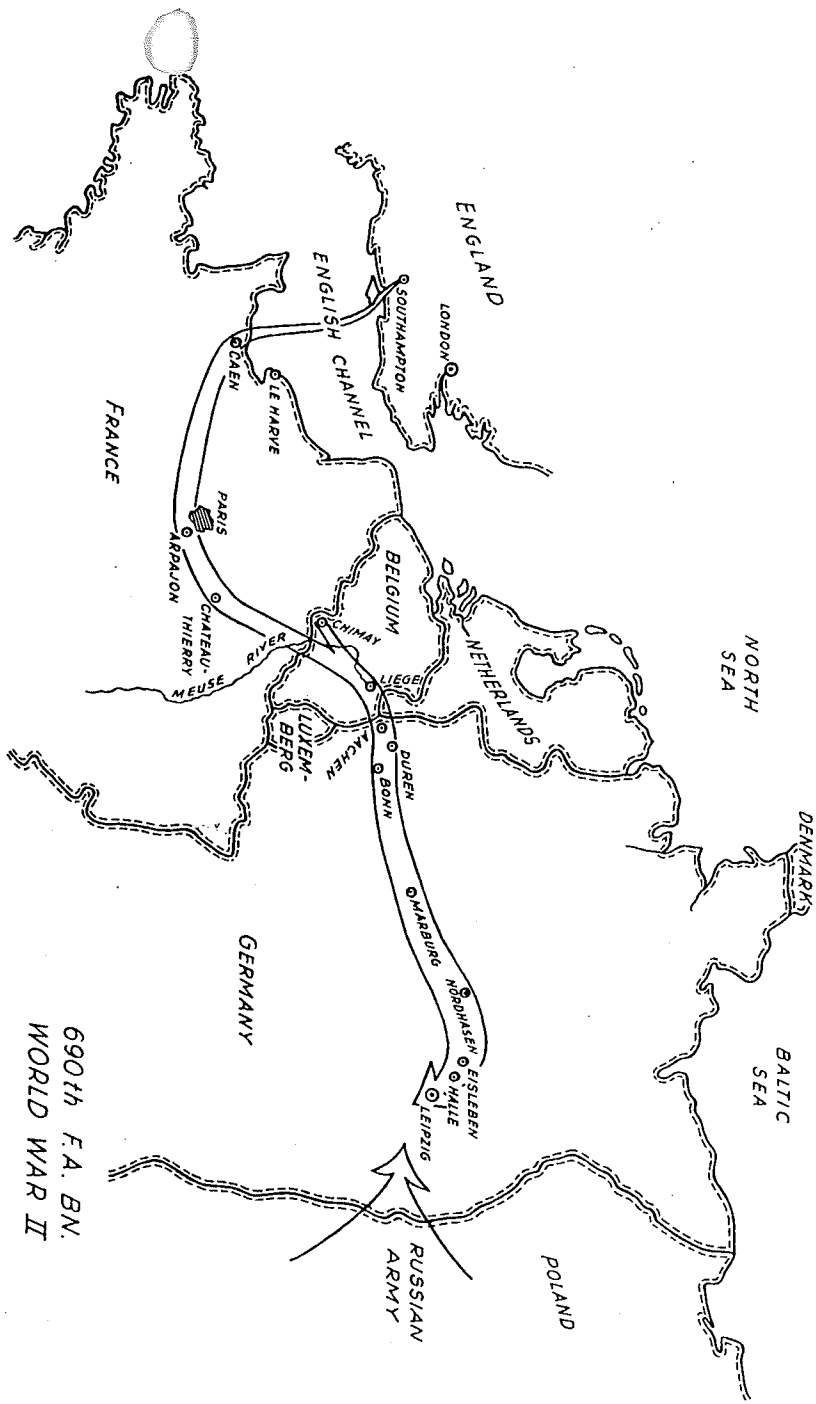 ENGLAND
LONDON
SOUTHAMPTON
ENGLISH CHANNEL
NORTH
SEA
DENMARK
BALTIC
SEA
NETHERLANDS
BELGIUM
LE HARVE
CAEN
FRANCE
PARIS
ARPAJON
CHATEAU-
THIERRY
CHIMAY
MEUSE RIVER
LIEGE
LUXEM-
BERG
AACHEN
DUREN
BONN
MARBURG
NORDHASEN
EISLEBEN
HALLE
LEIPZIG
GERMANY
POLAND
RUSSIAN
ARMY
690th F.A. BN.
WORLD WAR II